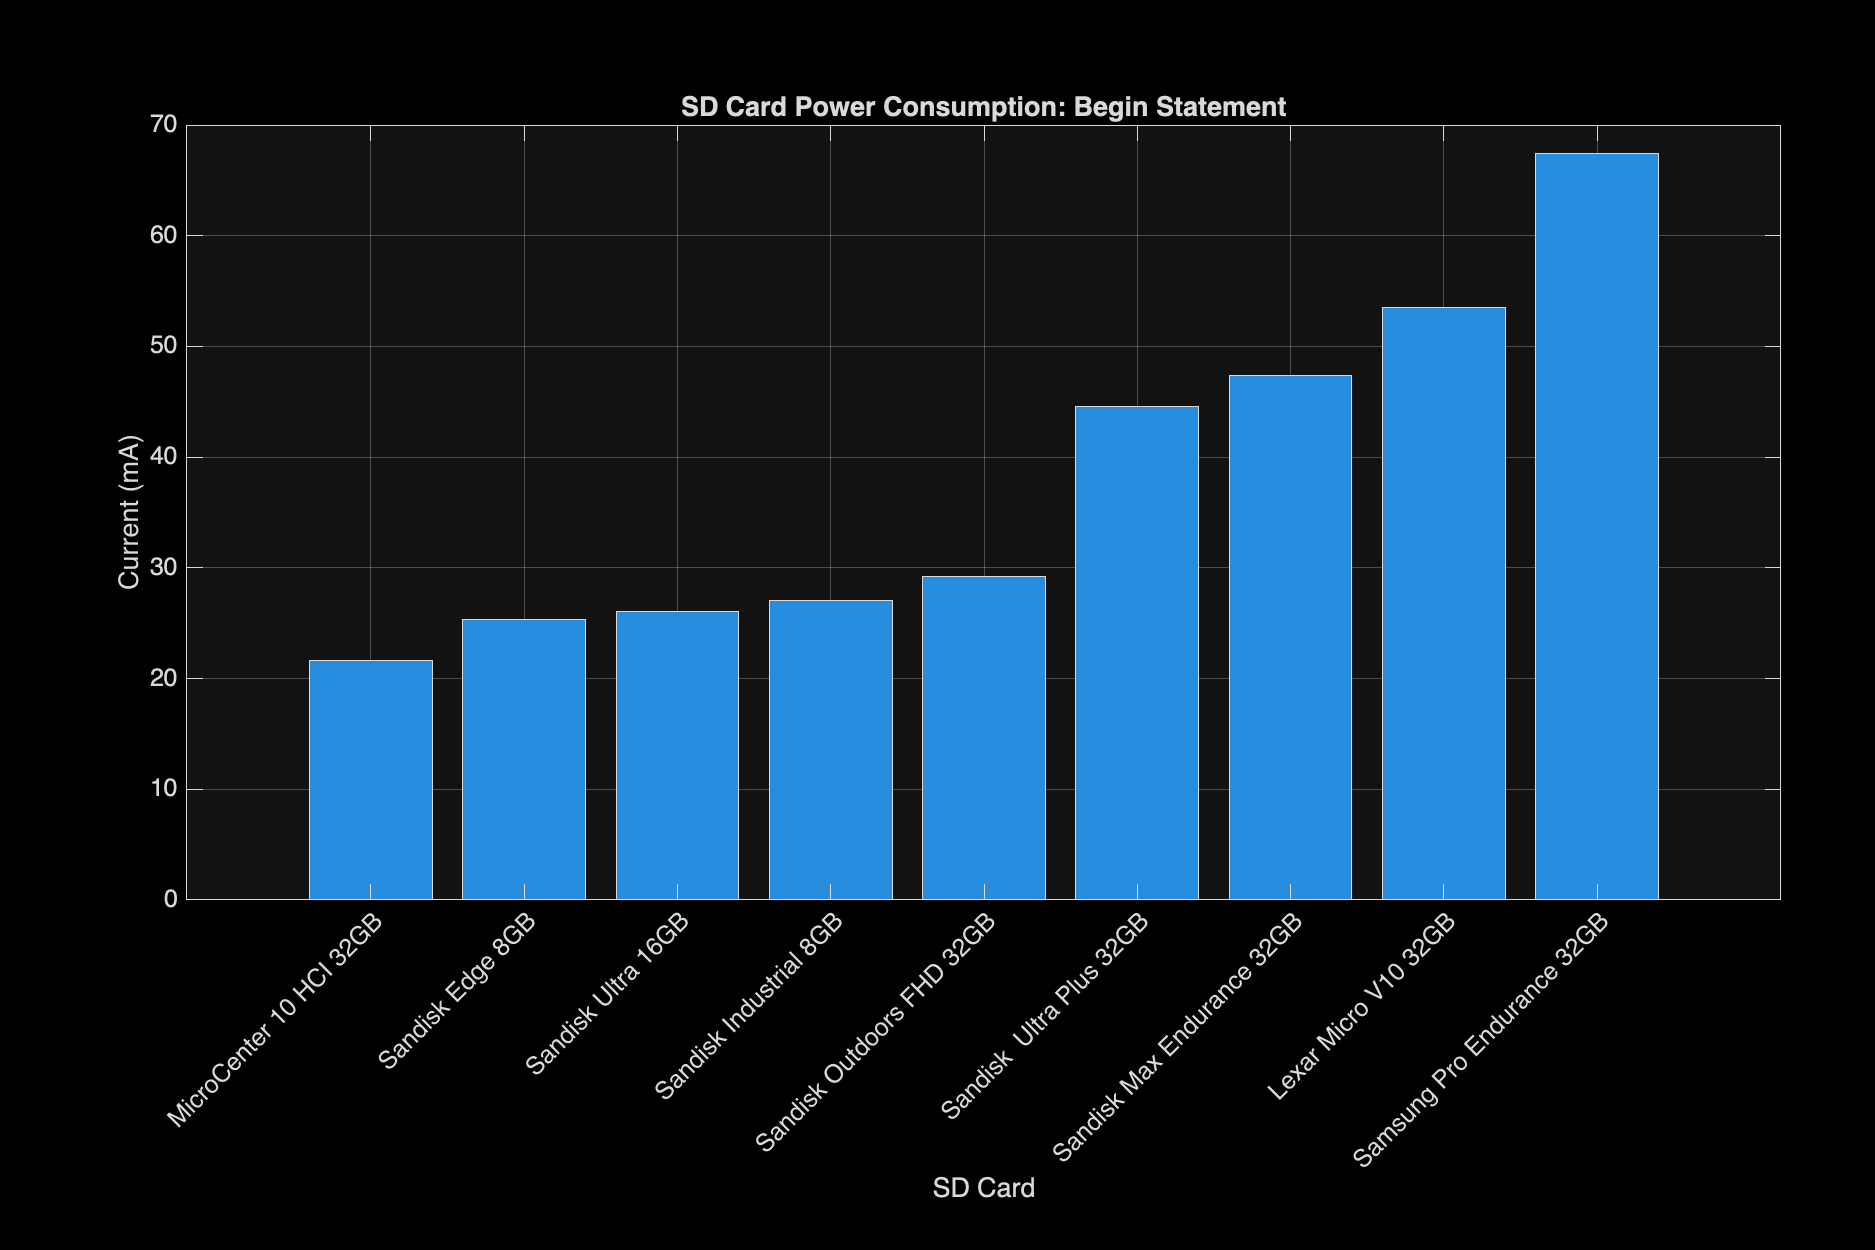 SD Card Power Consumption: Begin Statement
70
60
50
40
30
20
10
0
Current (mA)
MicroCenter 10 HCI 32GB
Sandisk Edge 8GB
Sandisk Ultra 16GB
Sandisk Industrial 8GB
Sandisk Outdoors FHD 32GB
Sandisk  Ultra Plus 32GB
Sandisk Max Endurance 32GB
Lexar Micro V10 32GB
Samsung Pro Endurance 32GB
SD Card